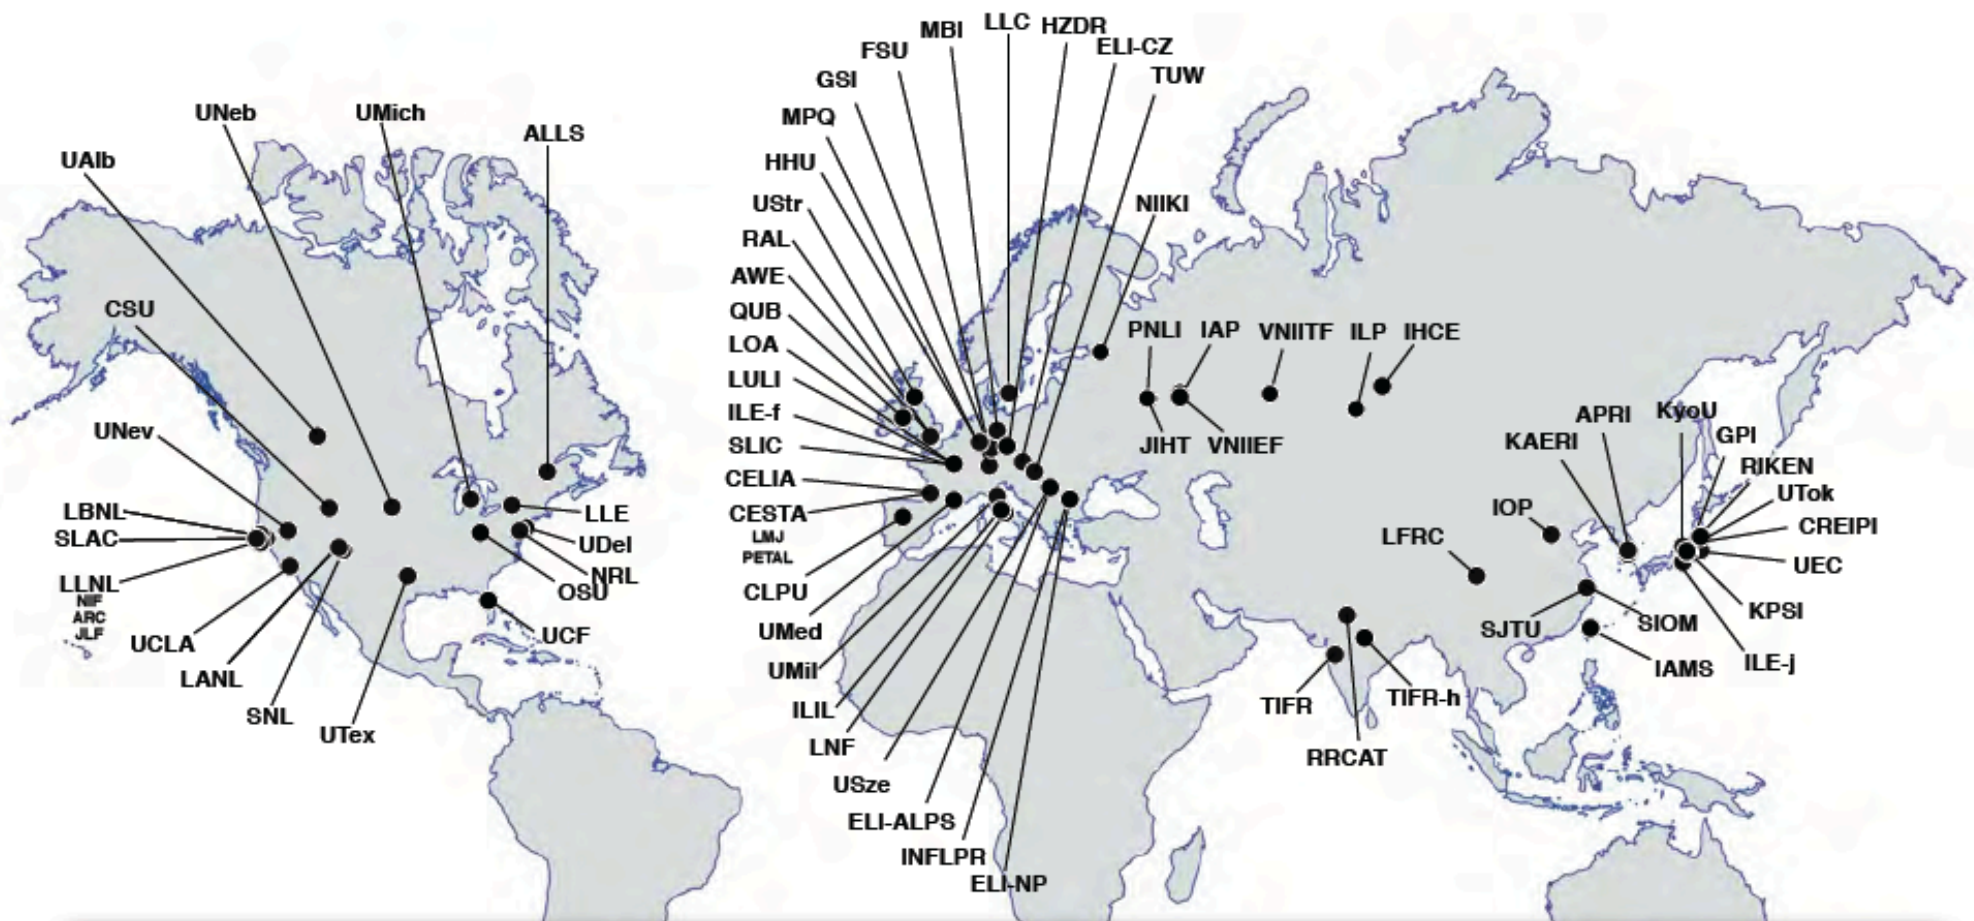 UNeb
UMich
ALLS
UAlb
CSU
UNev
LBNL
SLAC
LLNL
NIF
ARC
JLF
UCLA
LANL
SNL
UTex
LLE
UDel
NRL
OSU
UCF
LLC
HZDR
MBI
ELI-CZ
FSU
TUW
GSI
MPQ
HHU
UStr
RAL
AWE
QUB
LOA
LULI
ILE-f
SLIC
CELIA
CESTA
LMJ
PETAL
CLPU
UMed
UMil
ILIL
LNF
USze
ELI-ALPS
INFLPR
ELI-NP
NIIKI
PNLI
IAP
VNIITF
ILP
IHCE
JIHT
VNIIEF
KyoU
APRI
GPI
KAERI
RIKEN
UTok
IOP
CREIPI
LFRC
UEC
KPSI
SJTU
SIOM
ILE-j
IAMS
TIFR
TIFR-h
RRCAT